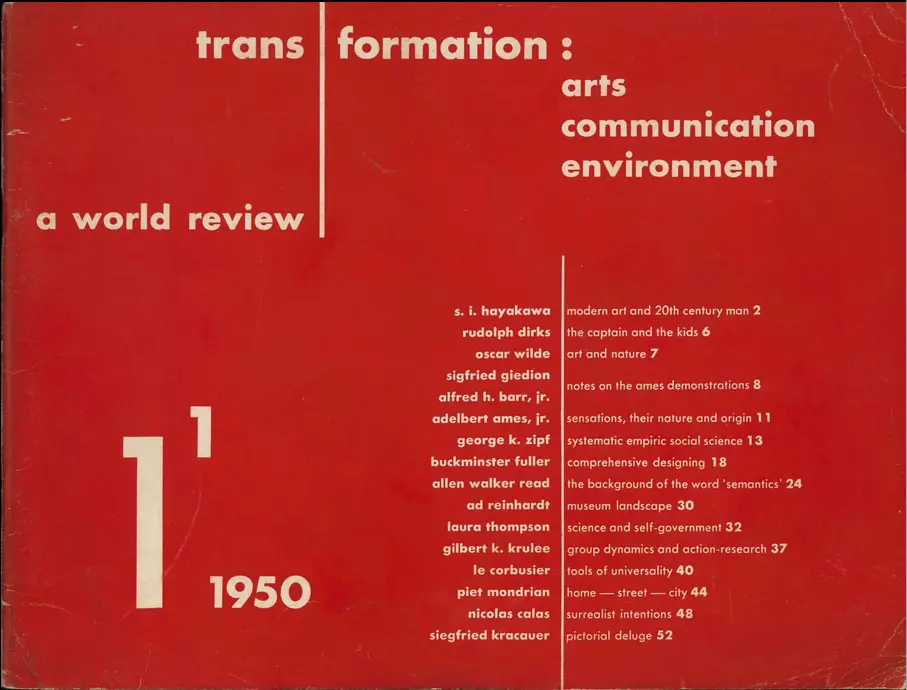 trans formation :
arts
communication
environment
a world review
s. i. hayakawa modern art and 20th century man 2
rudolph dirks the captain and the kids 6
oscar wilde art and nature 7
sigfried giedion
notes on the ames demonstrations 8
alfred h. barr, jr.
adelbert ames, jr. sensations, their nature and origin 11
george k. zipf systematic empiric social science 13
buckminster fuller comprehensive designing 18
allen walker read the background of the word 'semantics' 24
ad reinhardt museum landscape 30
laura thompson science and self-government 32
gilbert k. krulee group dynamics and action-research 37
le corbusier tools of universality 40
piet mondrian home — street — city 44
nicolas calas surrealist intentions 48
siegfried kracauer pictorial deluge 52
1 1
1950